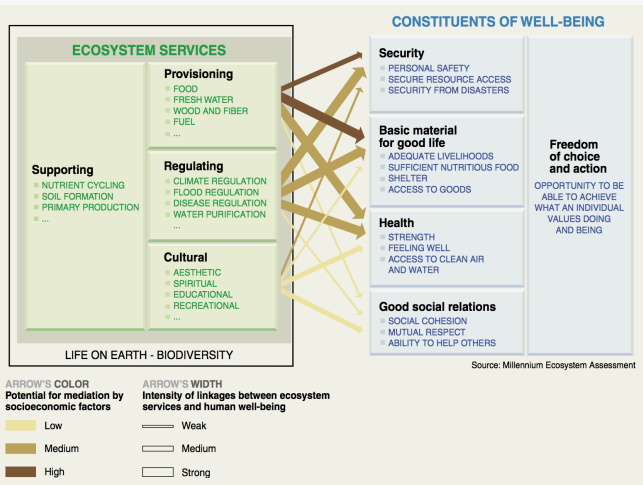 CONSTITUENTS OF WELL-BEING
ECOSYSTEM SERVICES
Provisioning
FOOD
FRESH WATER
WOOD AND FIBER
FUEL
...
Supporting
NUTRIENT CYCLING
SOIL FORMATION
PRIMARY PRODUCTION
...
Regulating
CLIMATE REGULATION
FLOOD REGULATION
DISEASE REGULATION
WATER PURIFICATION
...
Cultural
AESTHETIC
SPIRITUAL
EDUCATIONAL
RECREATIONAL
...
LIFE ON EARTH - BIODIVERSITY
Security
PERSONAL SAFETY
SECURE RESOURCE ACCESS
SECURITY FROM DISASTERS
Basic material
for good life
ADEQUATE LIVELIHOODS
SUFFICIENT NUTRITIOUS FOOD
SHELTER
ACCESS TO GOODS
Health
STRENGTH
FEELING WELL
ACCESS TO CLEAN AIR
AND WATER
Good social relations
SOCIAL COHESION
MUTUAL RESPECT
ABILITY TO HELP OTHERS
Freedom
of choice
and action
OPPORTUNITY TO BE
ABLE TO ACHIEVE
WHAT AN INDIVIDUAL
VALUES DOING
AND BEING
Source: Millennium Ecosystem Assessment
ARROW'S COLOR
Potential for mediation by
socioeconomic factors
Low
Medium
High
ARROW'S WIDTH
Intensity of linkages between ecosystem
services and human well-being
Weak
Medium
Strong